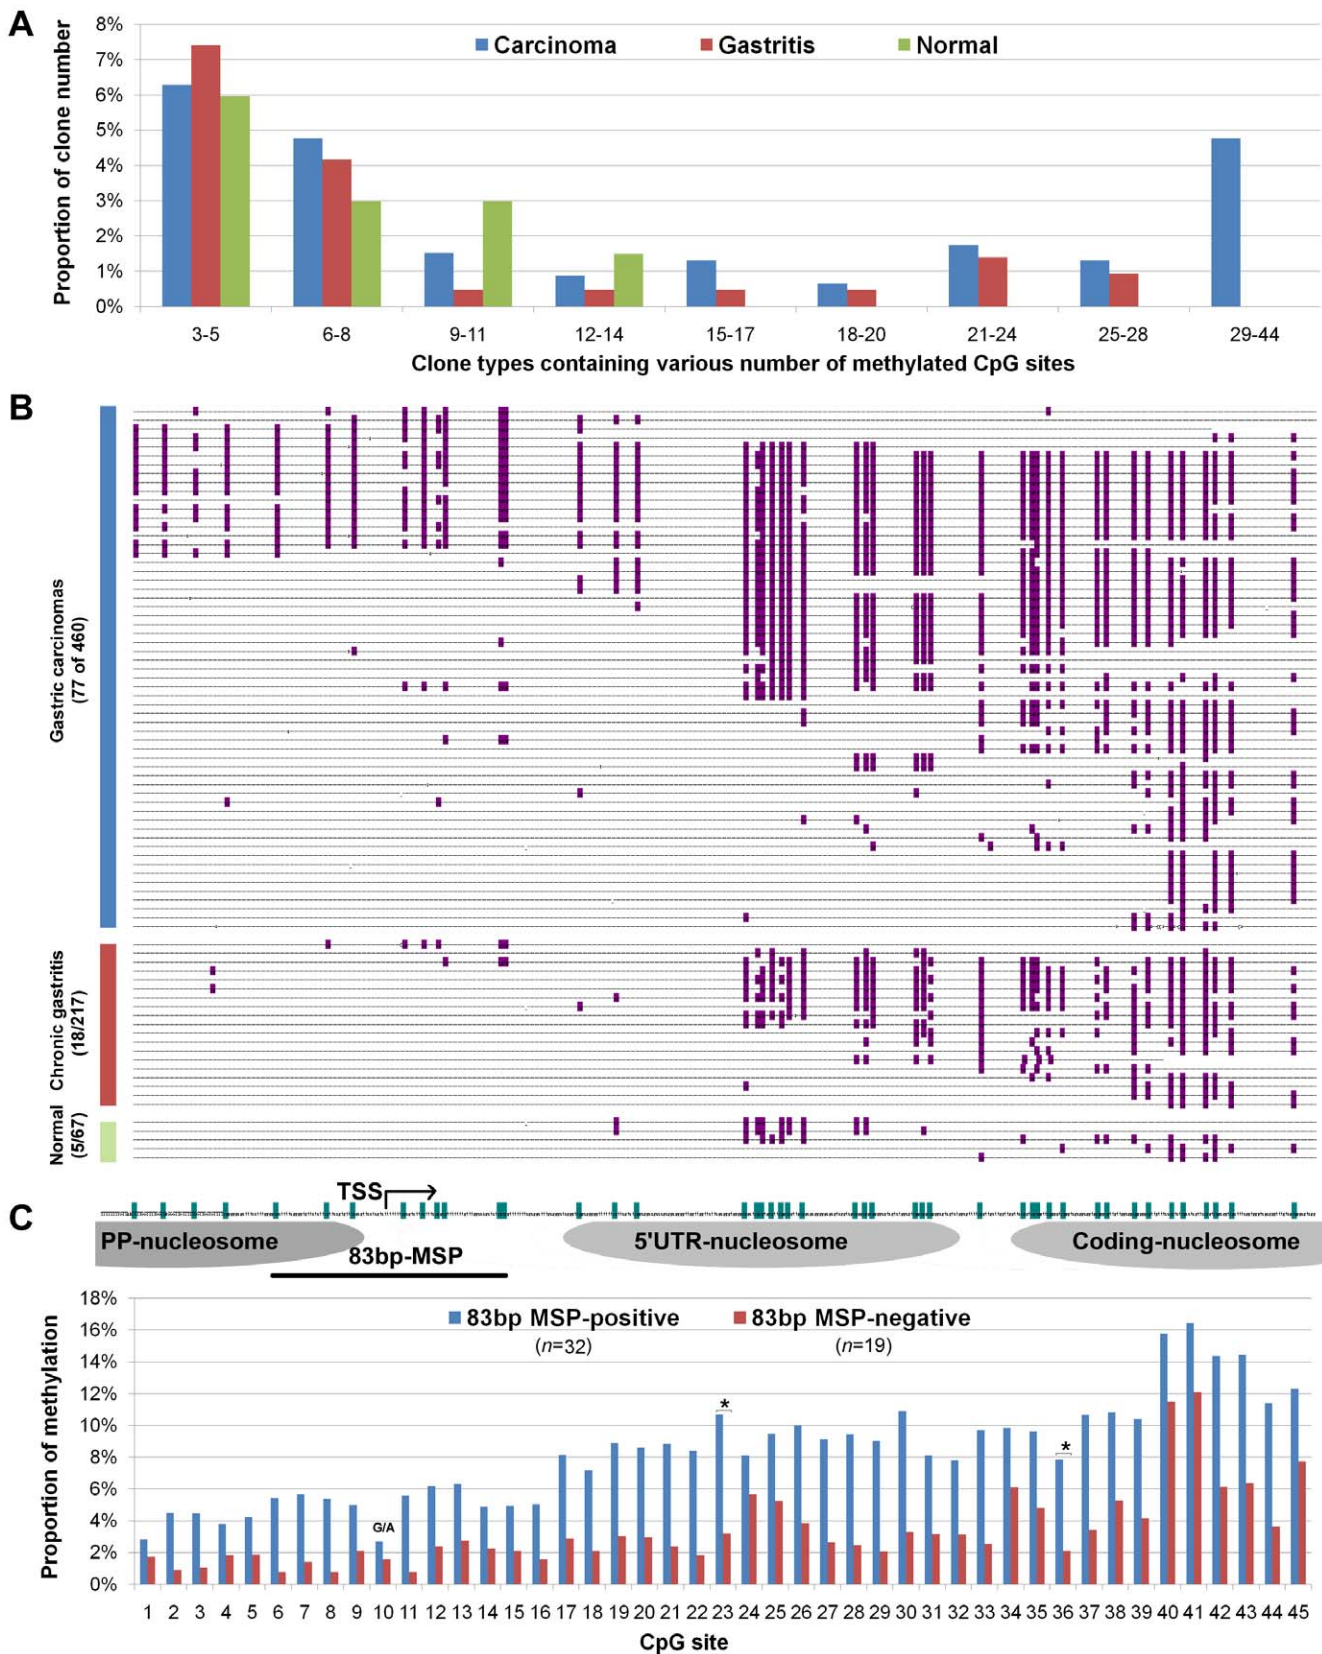 A
8%
7%
6%
5%
4%
3%
2%
1%
0%
Proportion of clone number
Carcinoma Gastritis Normal
3-5 6-8 9-11 12-14 15-17 18-20 21-24 25-28 29-44
Clone types containing various number of methylated CpG sites
B
Gastric carcinomas
(77 of 460)
Chronic gastritis
(18/217)
Normal
(5/67)
TSS
C
PP-nucleosome 5'UTR-nucleosome Coding-nucleosome
83bp-MSP
18%
16%
14%
12%
10%
8%
6%
4%
2%
0%
Proportion of methylation
83bp MSP-positive 83bp MSP-negative
(n=32) (n=19)
*
*
G/A
1 2 3 4 5 6 7 8 9 10 11 12 13 14 15 16 17 18 19 20 21 22 23 24 25 26 27 28 29 30 31 32 33 34 35 36 37 38 39 40 41 42 43 44 45
CpG site